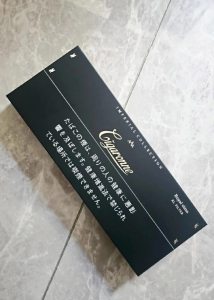 IMPERIAL COLLECTION
Cigaronne
たばこの煙は、周りの人の健康に悪影
響を及ぼします。健康増進法で禁じられ
ている場所では喫煙できません。